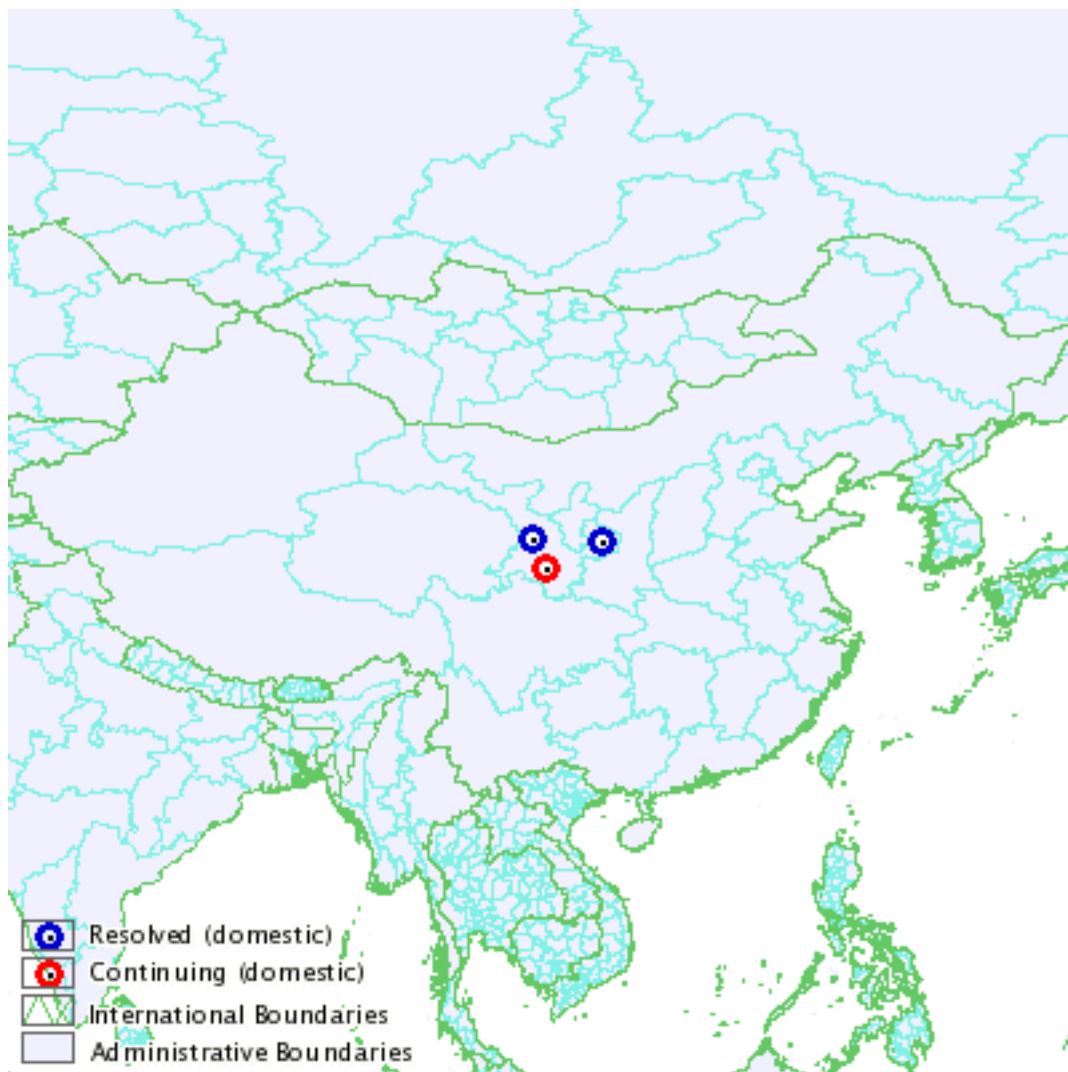 Resolved (domestic)
Continuing (domestic)
International Boundaries
Administrative Boundaries